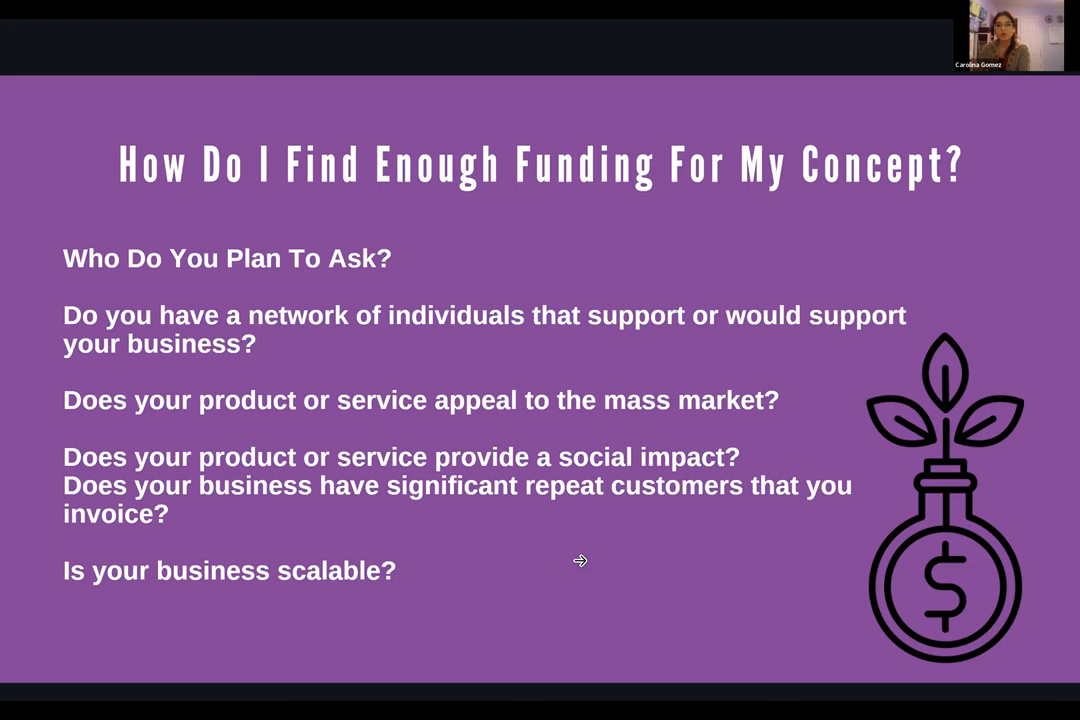 Carolina Gomez
How Do I Find Enough Funding For My Concept?
Who Do You Plan To Ask?
Do you have a network of individuals that support or would support
your business?
Does your product or service appeal to the mass market?
Does your product or service provide a social impact?
Does your business have significant repeat customers that you
invoice?
Is your business scalable?
$